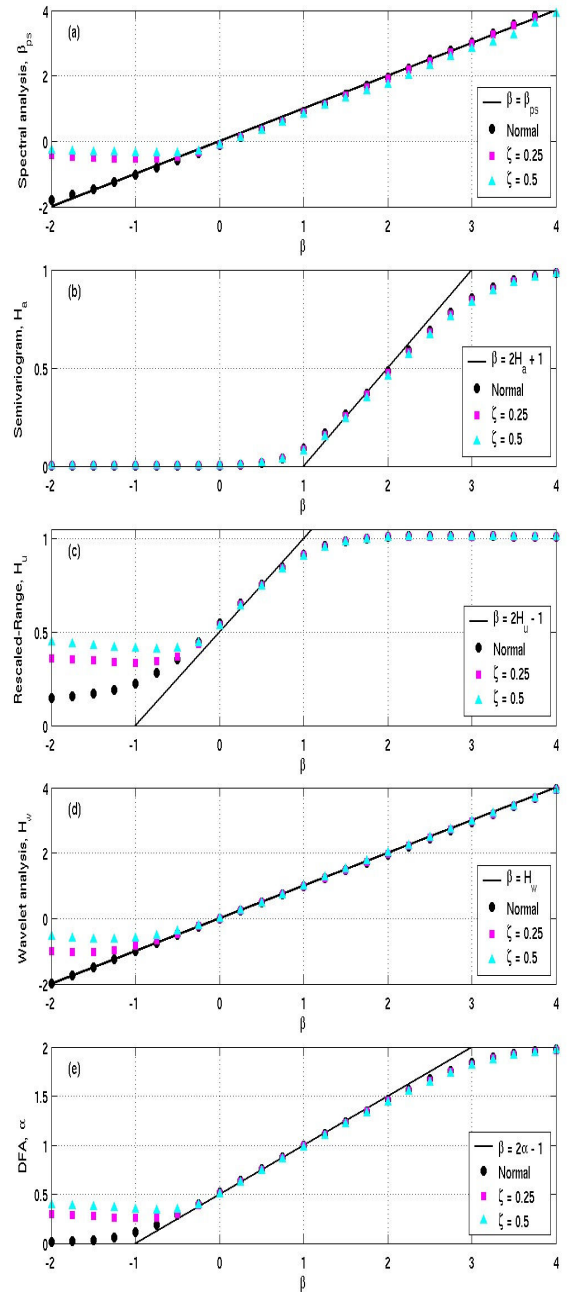 4
2
0
-2
Spectral analysis, β_ps
(a)
β = β_ps
Normal
ζ = 0.25
ζ = 0.5
-2 -1 0 1 2 3 4
β
1
0.5
0
Semivariogram, H_a
(b)
β = 2H_a + 1
Normal
ζ = 0.25
ζ = 0.5
-2 -1 0 1 2 3 4
β
1
0.5
0
Rescaled-Range, H_u
(c)
β = 2H_u - 1
Normal
ζ = 0.25
ζ = 0.5
-2 -1 0 1 2 3 4
β
4
2
0
-2
Wavelet analysis, H_w
(d)
β = H_w
Normal
ζ = 0.25
ζ = 0.5
-2 -1 0 1 2 3 4
β
2
1.5
1
0.5
0
DFA, α
(e)
β = 2α - 1
Normal
ζ = 0.25
ζ = 0.5
-2 -1 0 1 2 3 4
β